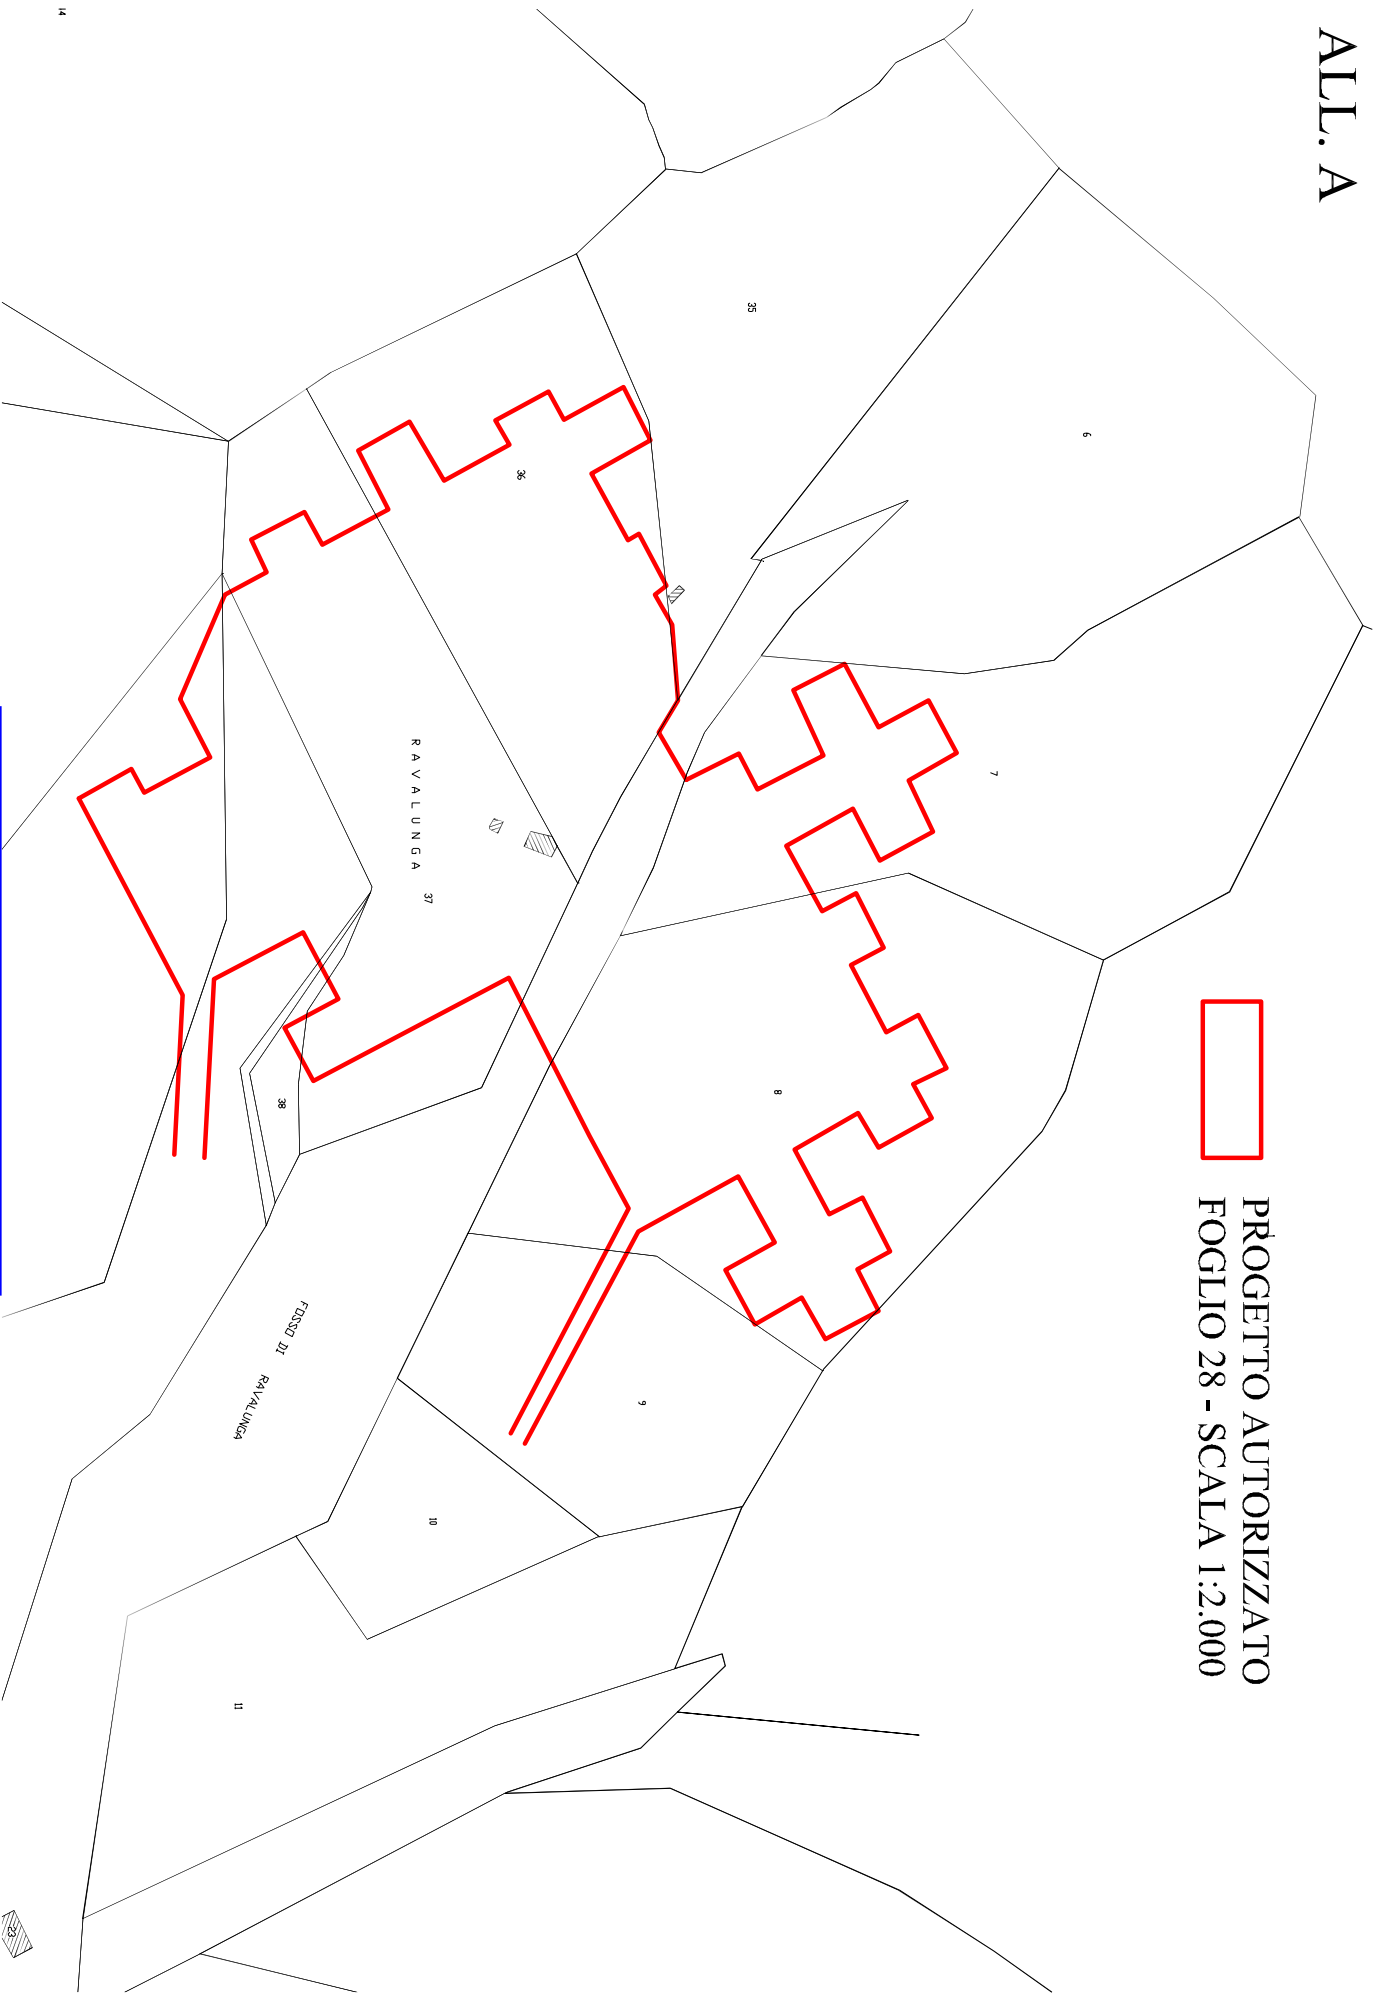 ALL. A
PROGETTO AUTORIZZATO
FOGLIO 28 - SCALA 1:2.000
6
7
35
8
9
36
10
37
RAVALUNGA
38
FOSSO DI RAVALUNGA
11
14
23